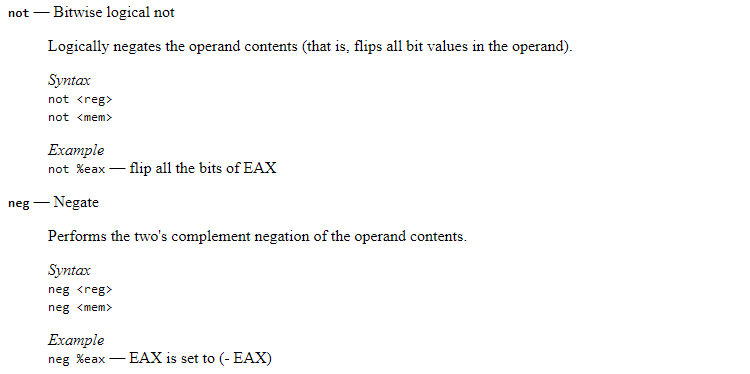 not — Bitwise logical not
Logically negates the operand contents (that is, flips all bit values in the operand).
Syntax
not <reg>
not <mem>
Example
not %eax — flip all the bits of EAX
neg — Negate
Performs the two's complement negation of the operand contents.
Syntax
neg <reg>
neg <mem>
Example
neg %eax — EAX is set to (- EAX)